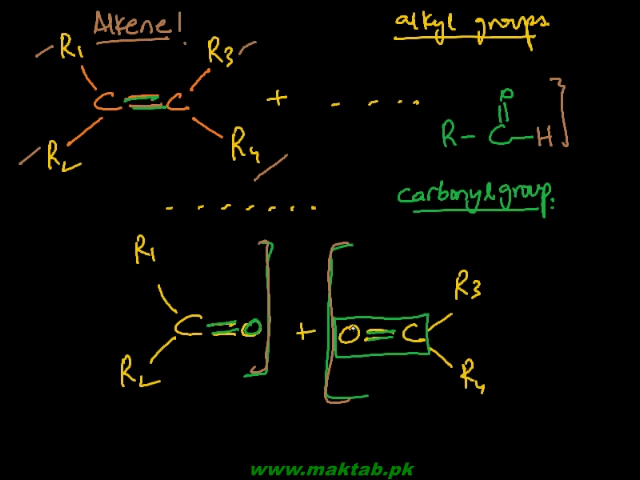 Alkene! alkyl groups
R1 R3
C = C + - - - - . . O
R2 R4 R - C - H
carbonyl group:
- - - - - - -
R1 R3
C = O + O = C
R2 R4
www.maktab.pk